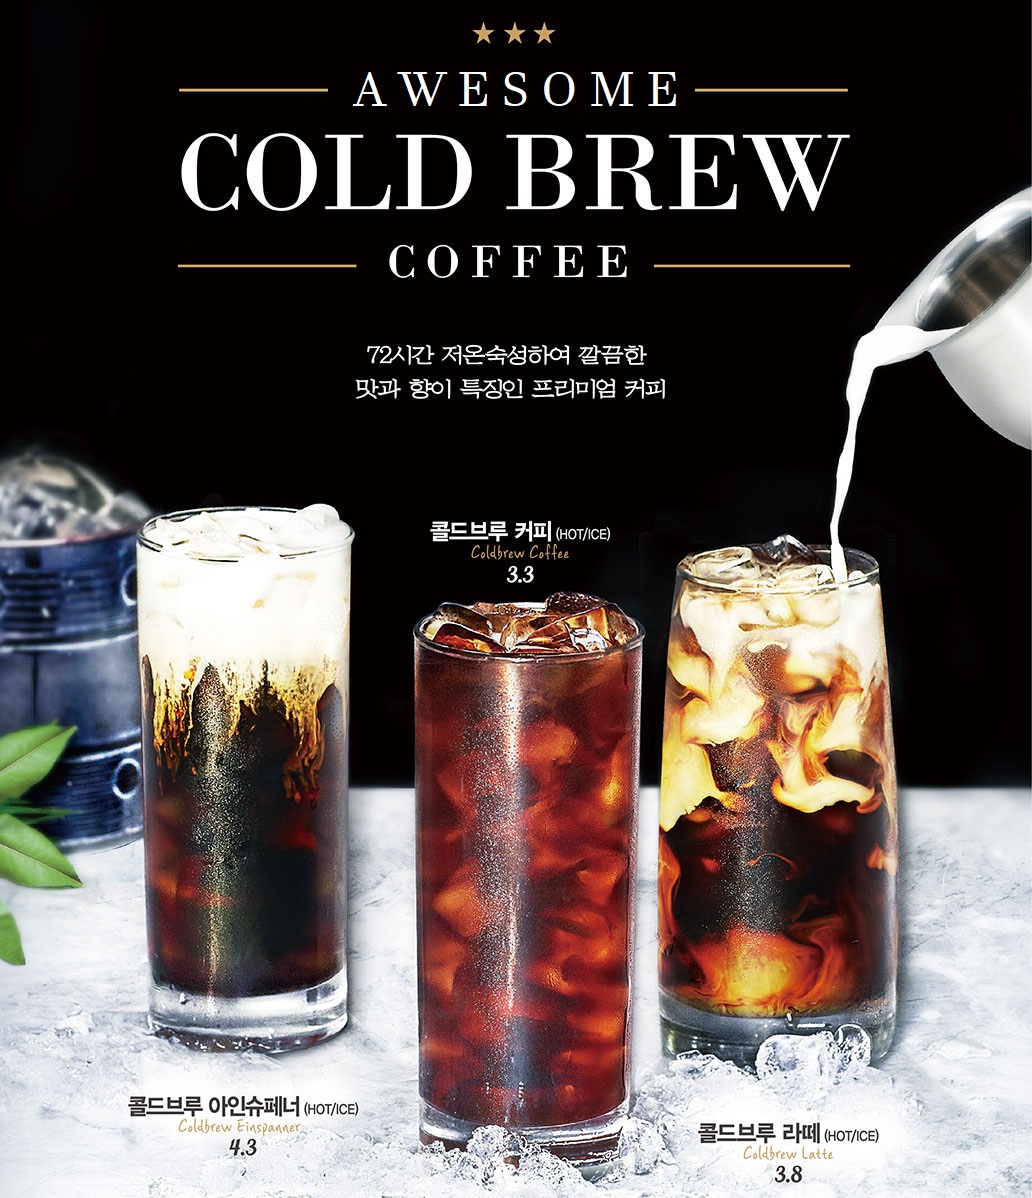 AWESOME
COLD BREW
COFFEE
72시간 저온숙성하여 깔끔한
맛과 향이 특징인 프리미엄 커피
콜드브루 커피 (HOT/ICE)
Coldbrew Coffee
3.3
콜드브루 아인슈페너 (HOT/ICE)
Coldbrew Einspanner
4.3
콜드브루 라떼 (HOT/ICE)
Coldbrew Latte
3.8